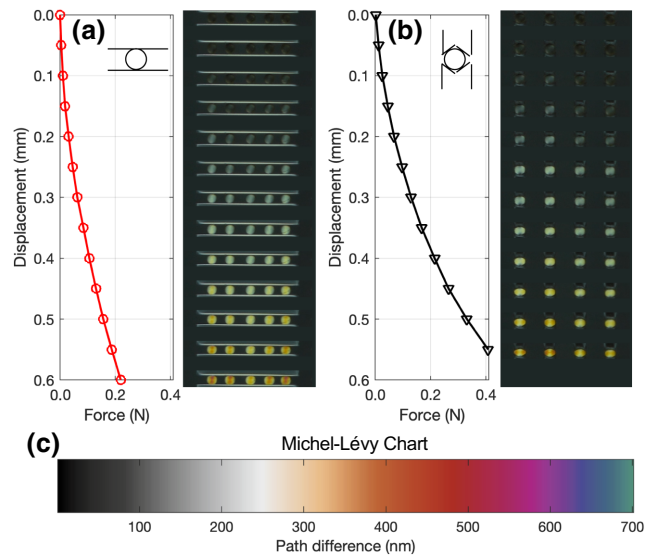 (a)
0.0
0.1
0.2
0.3
0.4
0.5
0.6
Displacement (mm)
0.0 0.2 0.4
Force (N)
(b)
0.0
0.1
0.2
0.3
0.4
0.5
0.6
Displacement (mm)
0.0 0.2 0.4
Force (N)
(c)
Michel-Lévy Chart
100 200 300 400 500 600 700
Path difference (nm)